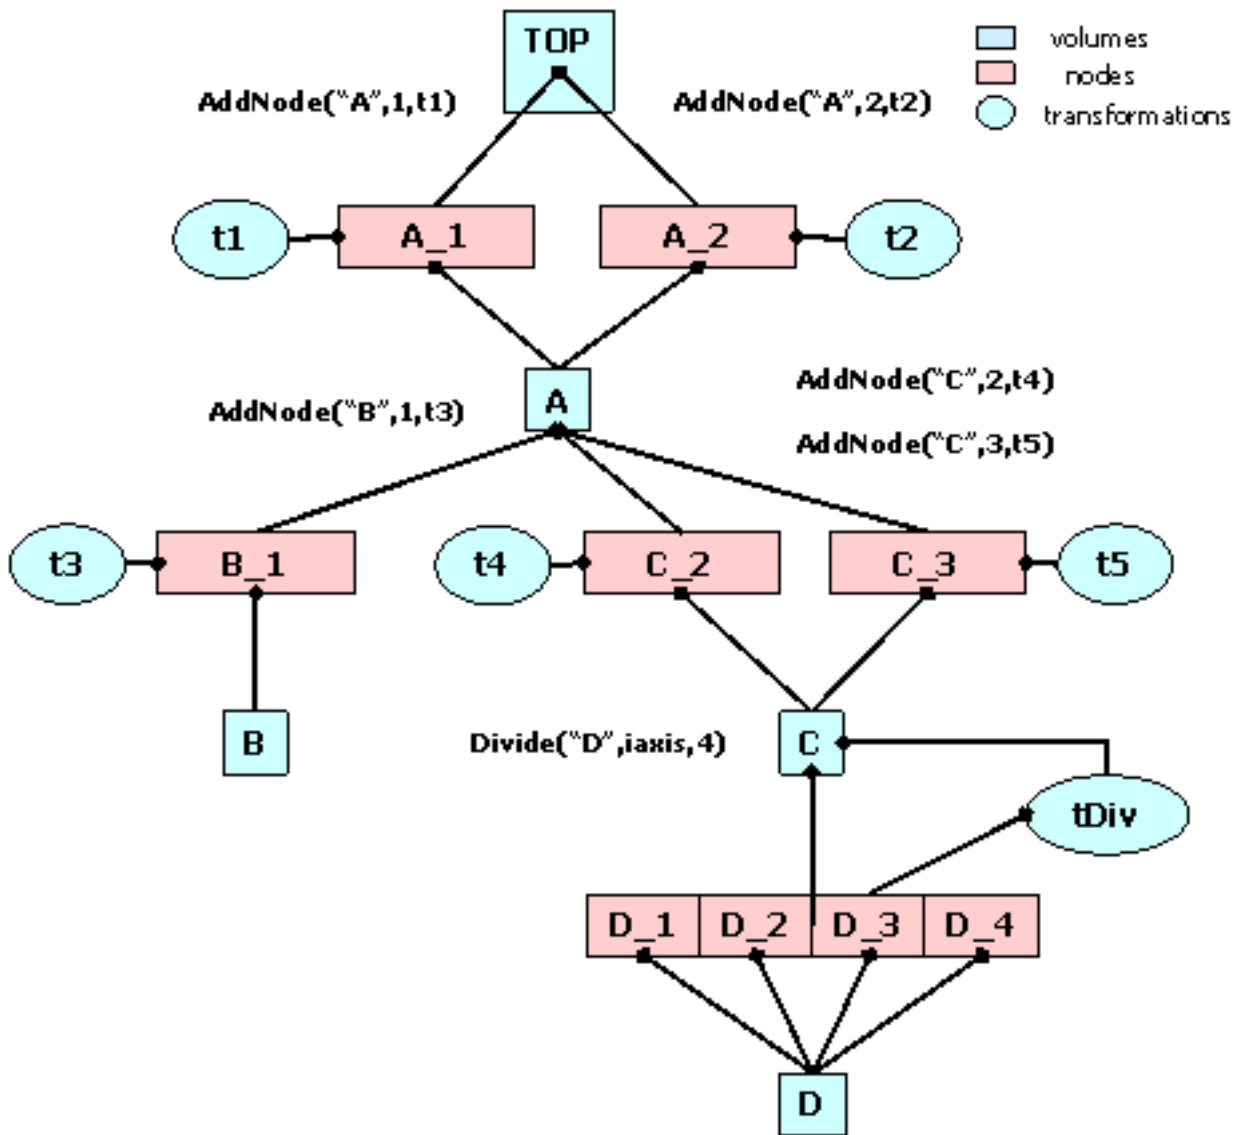 TOP
volumes
nodes
transformations
AddNode("A",1,t1)
AddNode("A",2,t2)
t1
A_1
A_2
t2
A
AddNode("B",1,t3)
AddNode("C",2,t4)
AddNode("C",3,t5)
t3
B_1
t4
C_2
C_3
t5
B
Divide("D",iaxis,4)
C
tDiv
D_1
D_2
D_3
D_4
D